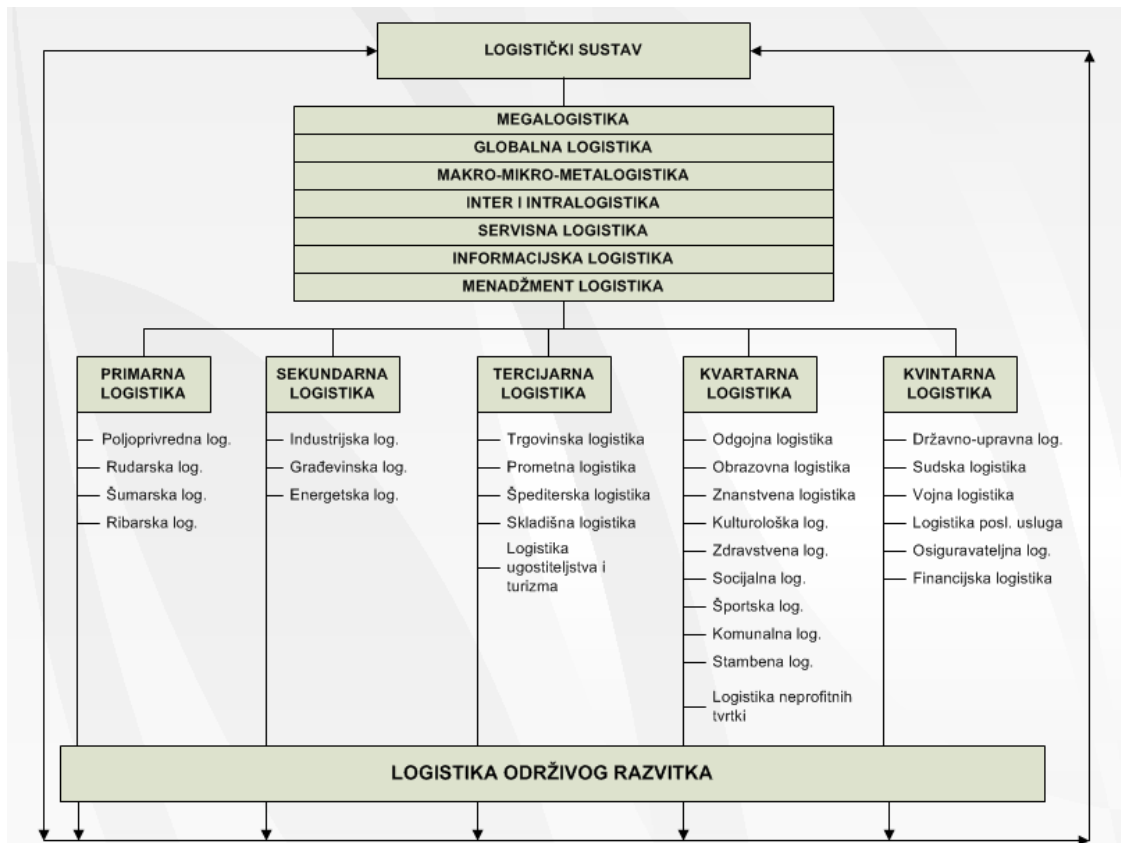 LOGISTIČKI SUSTAV
MEGALOGISTIKA
GLOBALNA LOGISTIKA
MAKRO-MIKRO-METALOGISTIKA
INTER I INTRALOGISTIKA
SERVISNA LOGISTIKA
INFORMACIJSKA LOGISTIKA
MENADŽMENT LOGISTIKA
PRIMARNA
LOGISTIKA
Poljoprivredna log.
Rudarska log.
Šumarska log.
Ribarska log.
SEKUNDARNA
LOGISTIKA
Industrijska log.
Građevinska log.
Energetska log.
TERCIJARNA
LOGISTIKA
Trgovinska logistika
Prometna logistika
Špediterska logistika
Skladišna logistika
Logistika
ugostiteljstva i
turizma
KVARTARNA
LOGISTIKA
Odgojna logistika
Obrazovna logistika
Znanstvena logistika
Kulturološka log.
Zdravstvena log.
Socijalna log.
Športska log.
Komunalna log.
Stambena log.
Logistika neprofitnih
tvrtki
KVINTARNA
LOGISTIKA
Državno-upravna log.
Sudska logistika
Vojna logistika
Logistika posl. usluga
Osiguravateljna log.
Financijska logistika
LOGISTIKA ODRŽIVOG RAZVITKA